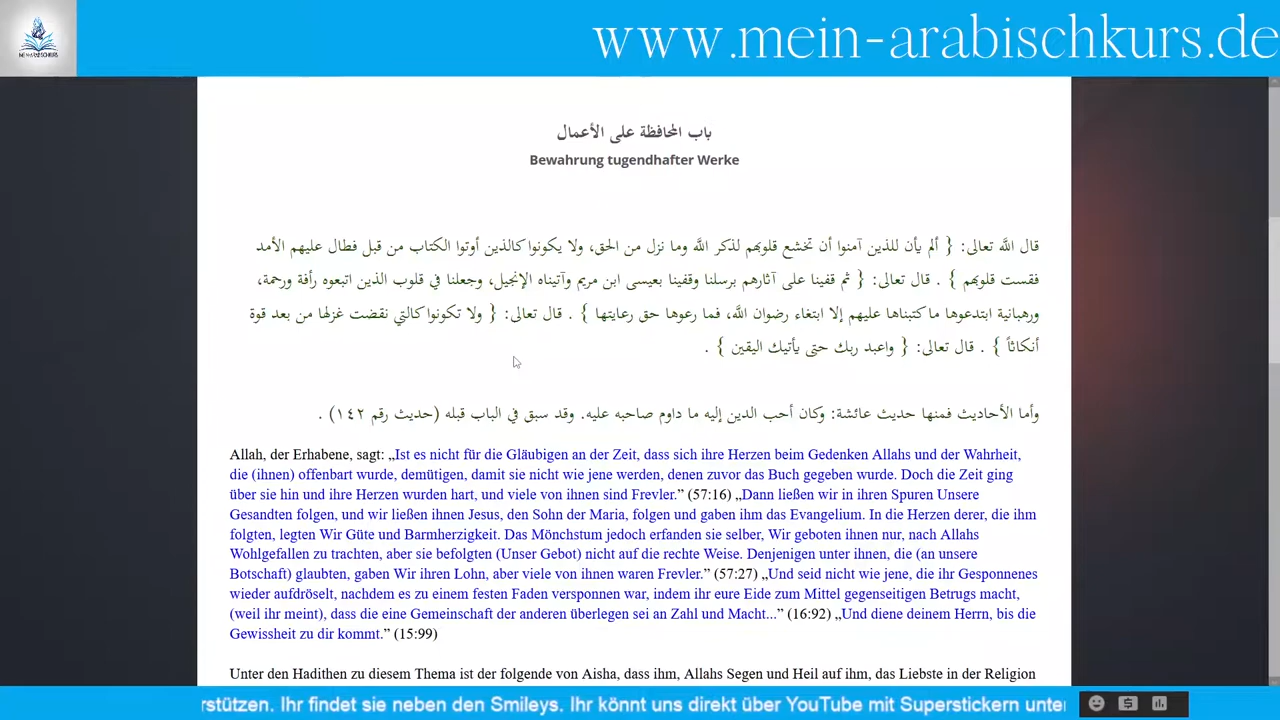 MEIN ARABISCHKURS
www.mein-arabischkurs.de
باب المحافظة على الأعمال
Bewahrung tugendhafter Werke
قال الله تعالى: { ألم يأن للذين آمنوا أن تخشع قلوبهم لذكر الله وما نزل من الحق، ولا يكونوا كالذين أوتوا الكتاب من قبل فطال عليهم الأمد
فقست قلوبهم } . قال تعالى: { ثم قفينا على آثارهم برسلنا وقفينا بعيسى ابن مريم وآتيناه الإنجيل، وجعلنا في قلوب الذين اتبعوه رأفة ورحمة،
ورهبانية ابتدعوها ما كتبناها عليهم إلا ابتغاء رضوان الله، فما رعوها حق رعايتها } . قال تعالى: { ولا تكونوا كالتي نقضت غزلها من بعد قوة
أنكاثاً } . قال تعالى: { واعبد ربك حتى يأتيك اليقين } .
وأما الأحاديث فمنها حديث عائشة: وكان أحب الدين إليه ما داوم صاحبه عليه. وقد سبق في الباب قبله (حديث رقم ١٤٢) .
Allah, der Erhabene, sagt: „Ist es nicht für die Gläubigen an der Zeit, dass sich ihre Herzen beim Gedenken Allahs und der Wahrheit,
die (ihnen) offenbart wurde, demütigen, damit sie nicht wie jene werden, denen zuvor das Buch gegeben wurde. Doch die Zeit ging
über sie hin und ihre Herzen wurden hart, und viele von ihnen sind Frevler.” (57:16) „Dann ließen wir in ihren Spuren Unsere
Gesandten folgen, und wir ließen ihnen Jesus, den Sohn der Maria, folgen und gaben ihm das Evangelium. In die Herzen derer, die ihm
folgten, legten Wir Güte und Barmherzigkeit. Das Mönchstum jedoch erfanden sie selber, Wir geboten ihnen nur, nach Allahs
Wohlgefallen zu trachten, aber sie befolgten (Unser Gebot) nicht auf die rechte Weise. Denjenigen unter ihnen, die (an unsere
Botschaft) glaubten, gaben Wir ihren Lohn, aber viele von ihnen waren Frevler.” (57:27) „Und seid nicht wie jene, die ihr Gesponnenes
wieder aufdröselt, nachdem es zu einem festen Faden versponnen war, indem ihr eure Eide zum Mittel gegenseitigen Betrugs macht,
(weil ihr meint), dass die eine Gemeinschaft der anderen überlegen sei an Zahl und Macht...” (16:92) „Und diene deinem Herrn, bis die
Gewissheit zu dir kommt.” (15:99)
Unter den Hadithen zu diesem Thema ist der folgende von Aisha, dass ihm, Allahs Segen und Heil auf ihm, das Liebste in der Religion
rstützen. Ihr findet sie neben den Smileys. Ihr könnt uns direkt über YouTube mit Superstickern unter